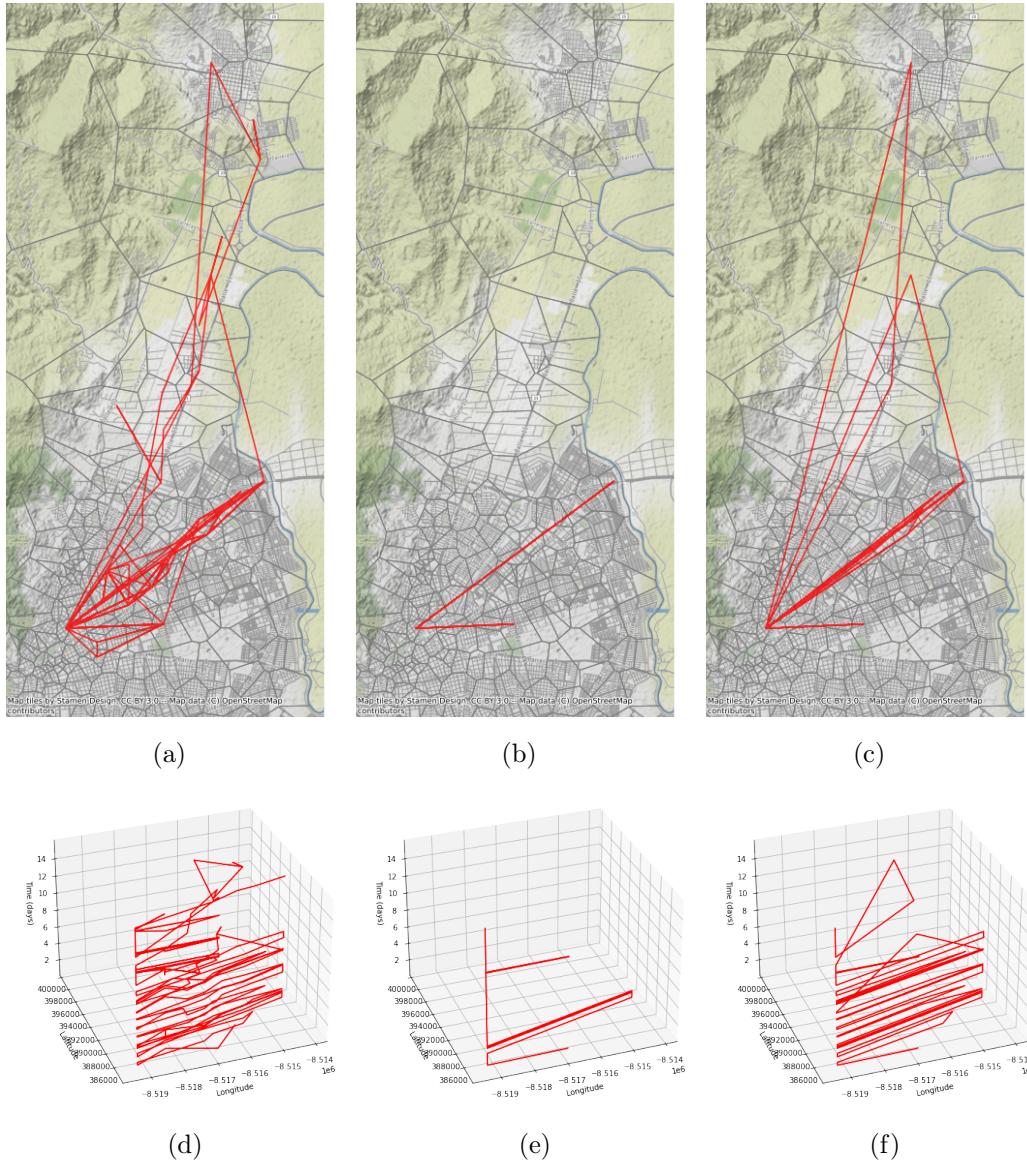 Map tiles by Stamen Design, CC BY 3.0 -- Map data (C) OpenStreetMap
contributors
Map tiles by Stamen Design, CC BY 3.0 -- Map data (C) OpenStreetMap
contributors
Map tiles by Stamen Design, CC BY 3.0 -- Map data (C) OpenStreetMap
contributors
(a)
(b)
(c)
14
12
10
8
6
4
2
Time (days)
400000
398000
396000
394000
392000
390000
388000
386000
Latitude
−8.519
−8.518
−8.517
−8.516
−8.515
−8.514
1e6
Longitude
14
12
10
8
6
4
2
Time (days)
400000
398000
396000
394000
392000
390000
388000
386000
Latitude
−8.519
−8.518
−8.517
−8.516
−8.515
−8.514
1e6
Longitude
14
12
10
8
6
4
2
Time (days)
400000
398000
396000
394000
392000
390000
388000
386000
Latitude
−8.519
−8.518
−8.517
−8.516
−8.515
−8.514
1e6
Longitude
(d)
(e)
(f)